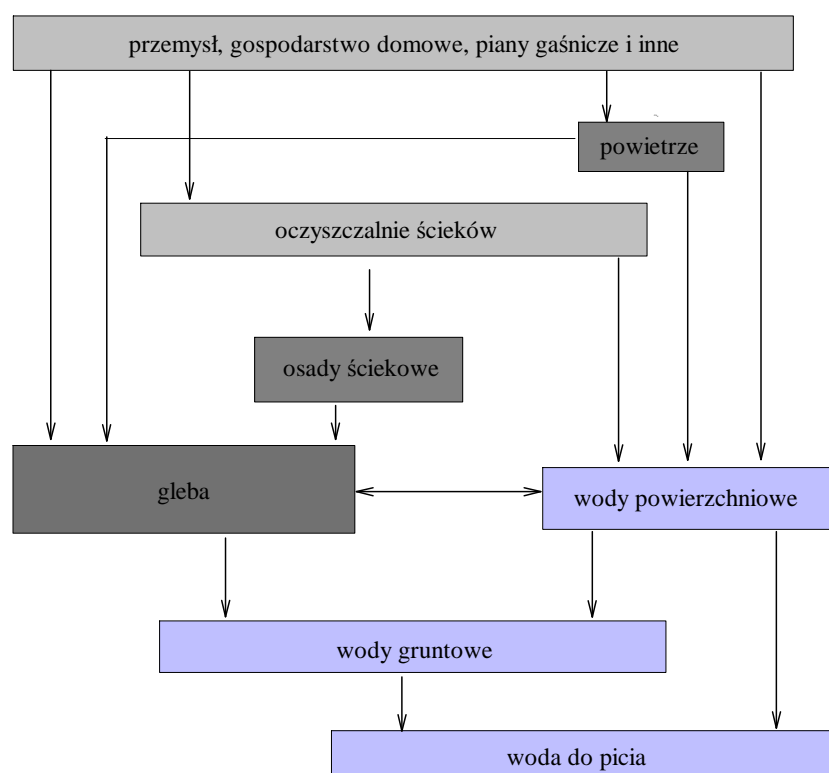 przemysł, gospodarstwo domowe, piany gaśnicze i inne
powietrze
oczyszczalnie ścieków
osady ściekowe
gleba
wody powierzchniowe
wody gruntowe
woda do picia